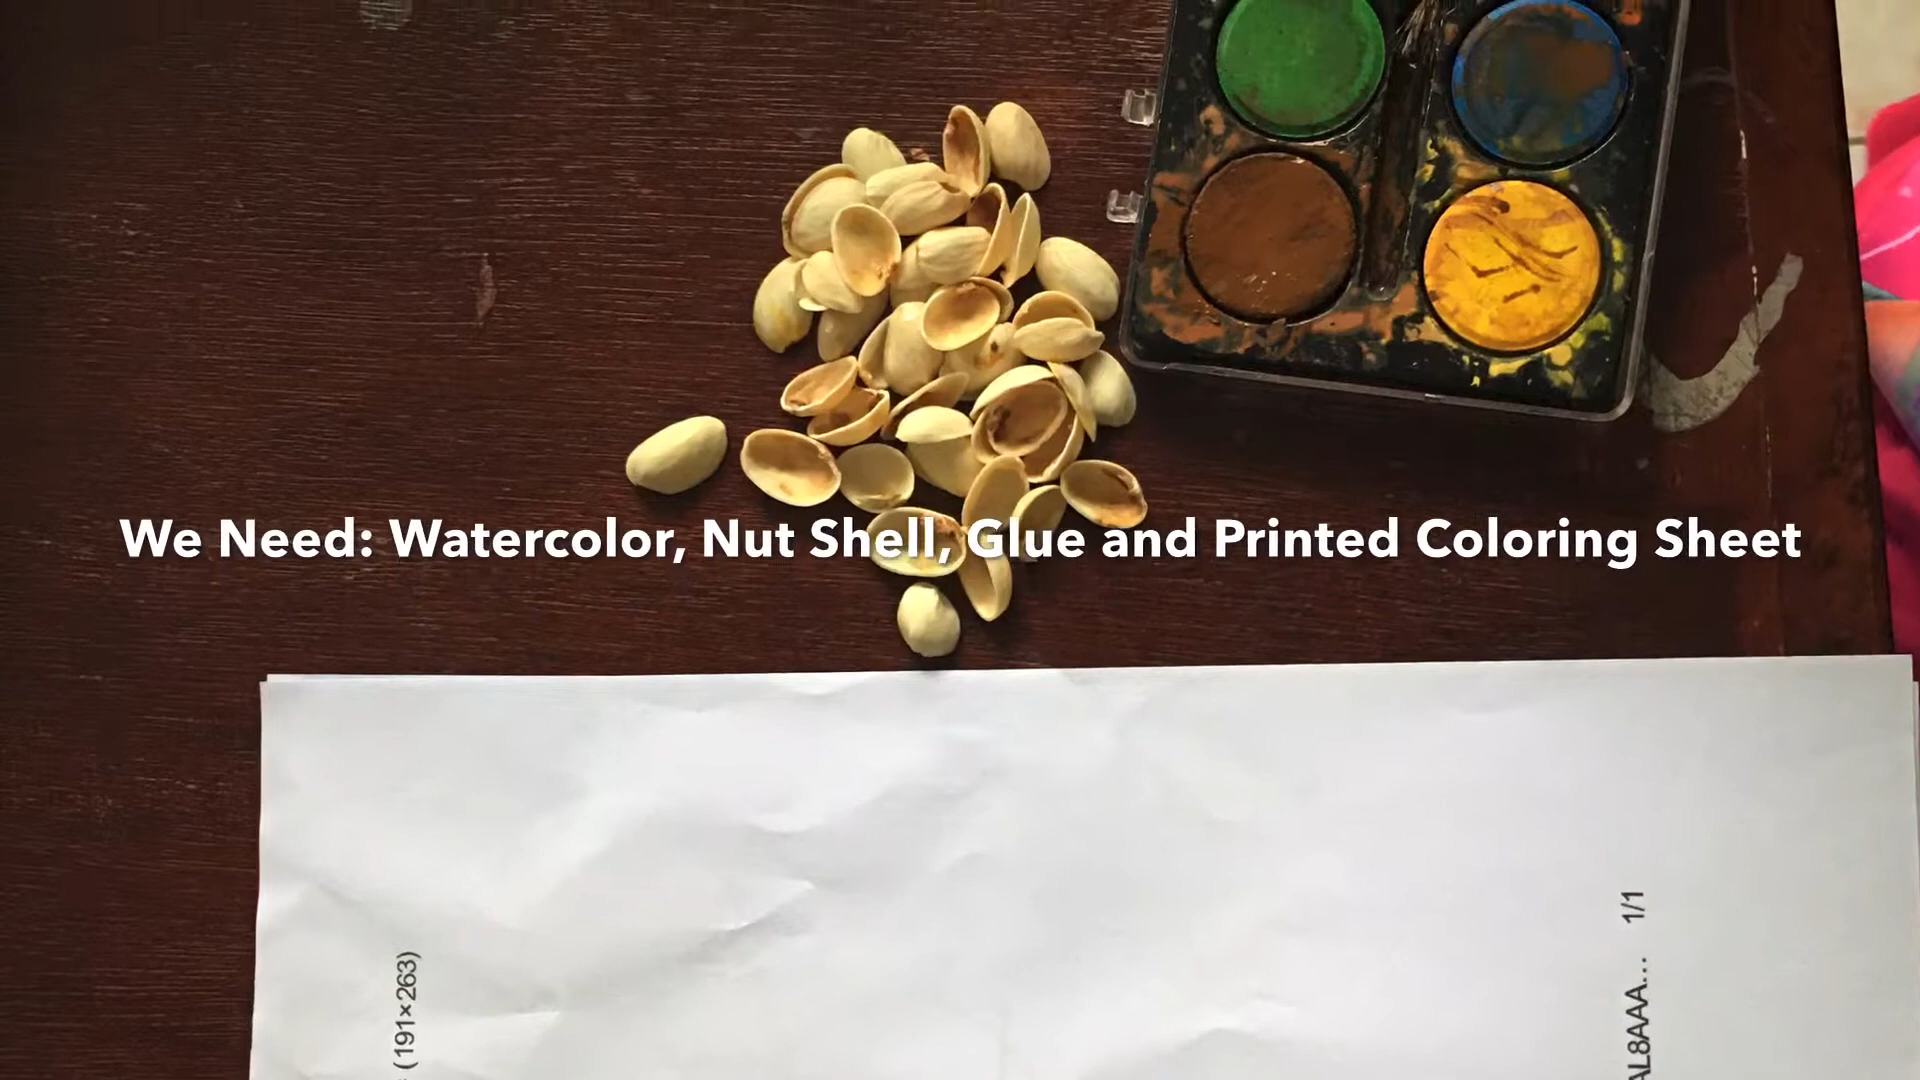 We Need: Watercolor, Nut Shell, Glue and Printed Coloring Sheet
(191×263)
AL8AAA... 1/1